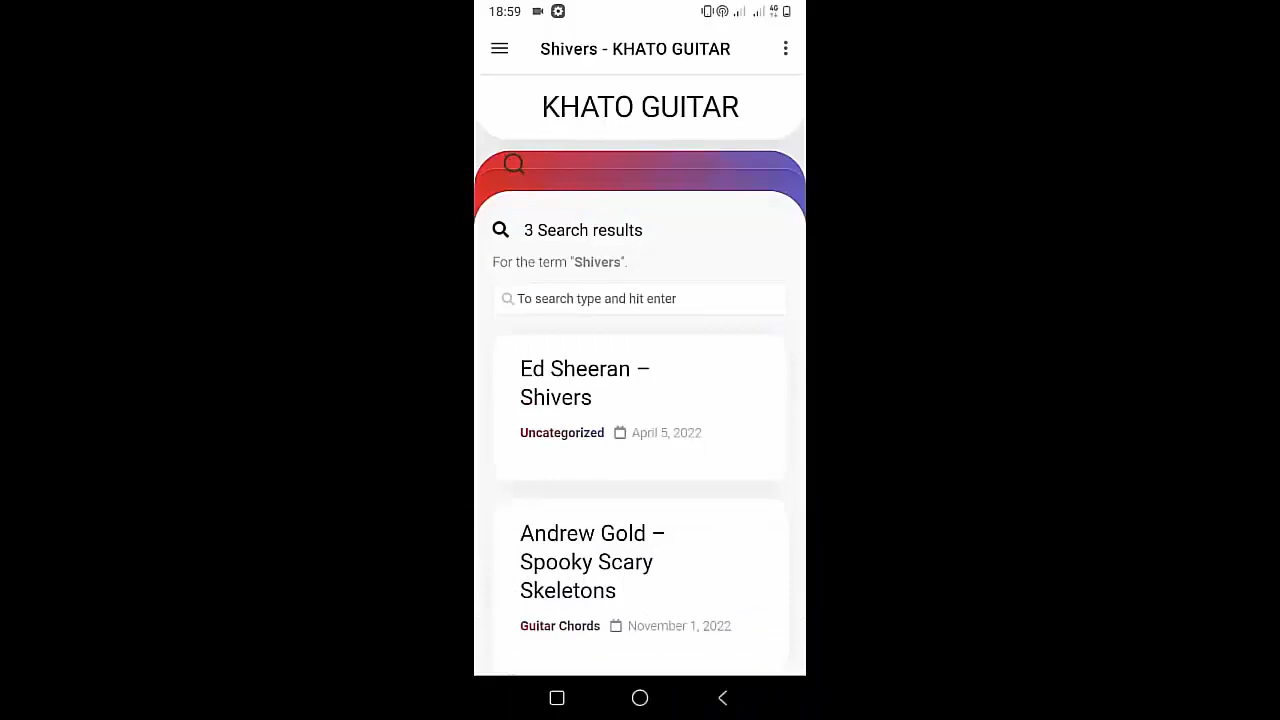 18:59
4G
Shivers - KHATO GUITAR
KHATO GUITAR
3 Search results
For the term "Shivers".
To search type and hit enter
Ed Sheeran –
Shivers
Uncategorized April 5, 2022
Andrew Gold –
Spooky Scary
Skeletons
Guitar Chords November 1, 2022